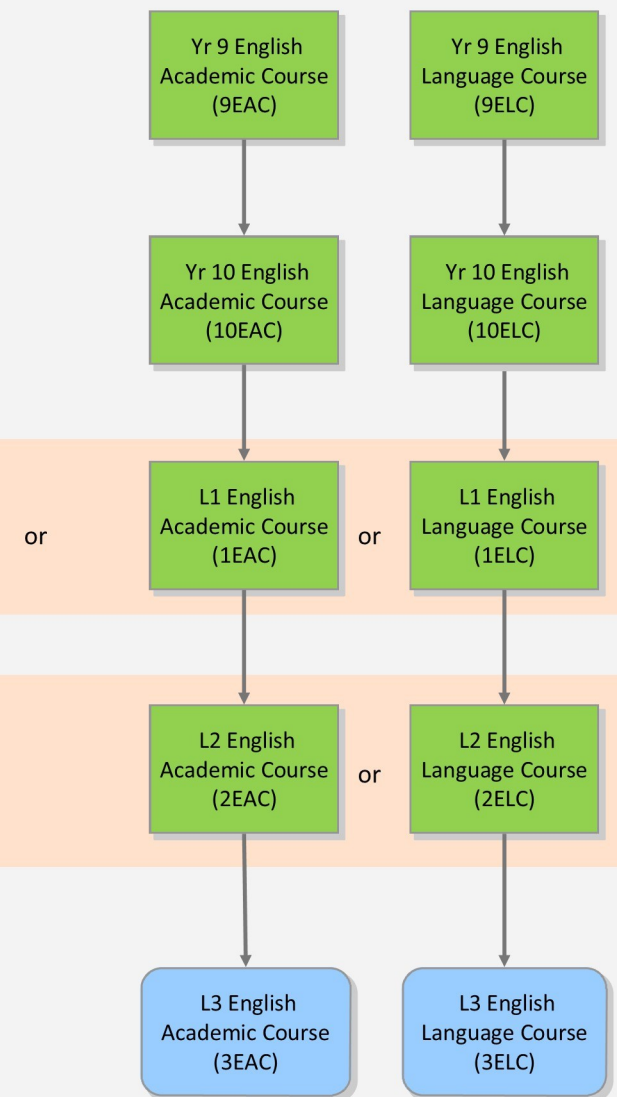 Yr 9 English
Academic Course
(9EAC)
Yr 9 English
Language Course
(9ELC)
Yr 10 English
Academic Course
(10EAC)
Yr 10 English
Language Course
(10ELC)
or
L1 English
Academic Course
(1EAC)
or
L1 English
Language Course
(1ELC)
L2 English
Academic Course
(2EAC)
or
L2 English
Language Course
(2ELC)
L3 English
Academic Course
(3EAC)
L3 English
Language Course
(3ELC)